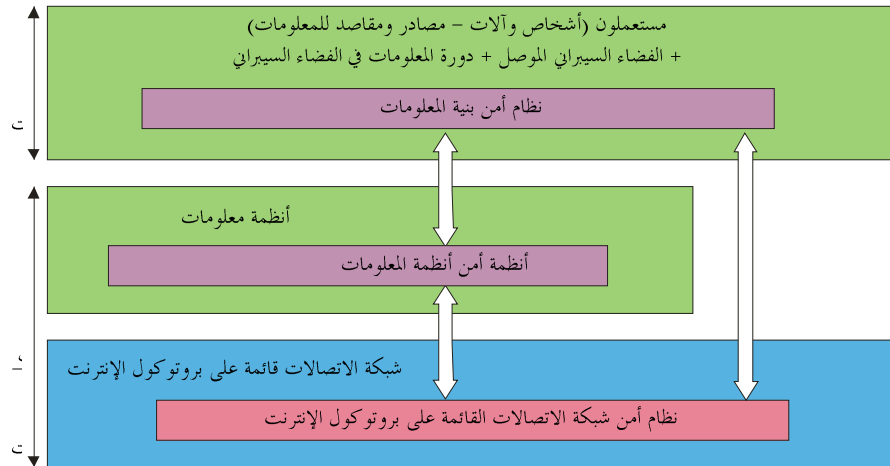 مستعملون (أشخاص وآلات – مصادر ومقاصد للمعلومات)
+ الفضاء السيبراني الموصل + دورة المعلومات في الفضاء السيبراني
نظام أمن بنية المعلومات
أنظمة معلومات
أنظمة أمن أنظمة المعلومات
شبكة الاتصالات قائمة على بروتوكول الإنترنت
نظام أمن شبكة الاتصالات القائمة على بروتوكول الإنترنت